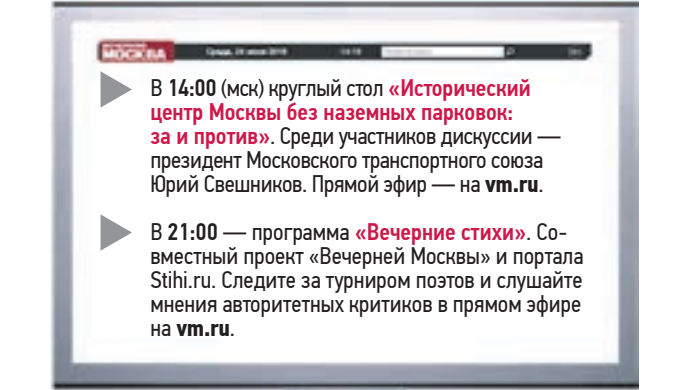 МОСКВА
В 14:00 (мск) круглый стол «Исторический
центр Москвы без наземных парковок:
за и против». Среди участников дискуссии —
президент Московского транспортного союза
Юрий Свешников. Прямой эфир — на vm.ru.
В 21:00 — программа «Вечерние стихи». Со-
вместный проект «Вечерней Москвы» и портала
Stihi.ru. Следите за турниром поэтов и слушайте
мнения авторитетных критиков в прямом эфире
на vm.ru.